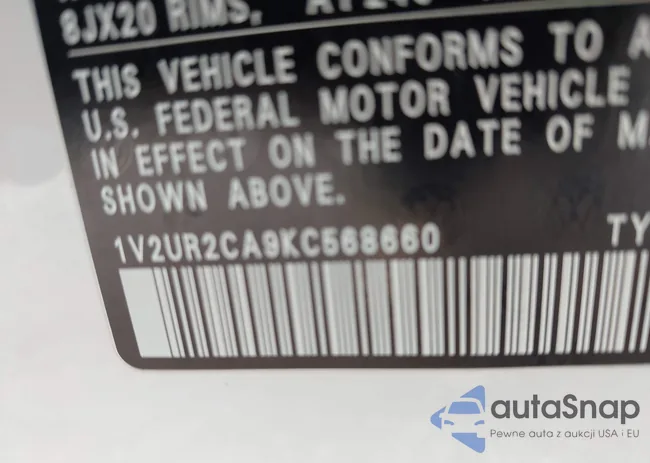 8JX20 RIMS,
THIS VEHICLE CONFORMS TO A
U.S. FEDERAL MOTOR VEHICLE
IN EFFECT ON THE DATE OF M
SHOWN ABOVE.
1V2UR2CA9KC568660 TY
autaSnap
Pewne auta z aukcji USA i EU